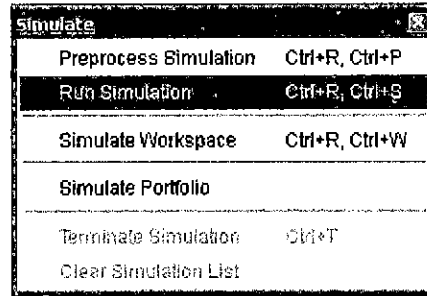 Simulate
Preprocess Simulation Ctrl+R, Ctrl+P
Run Simulation Ctrl+R, Ctrl+S
Simulate Workspace Ctrl+R, Ctrl+W
Simulate Portfolio
Terminate Simulation Ctrl+T
Clear Simulation List